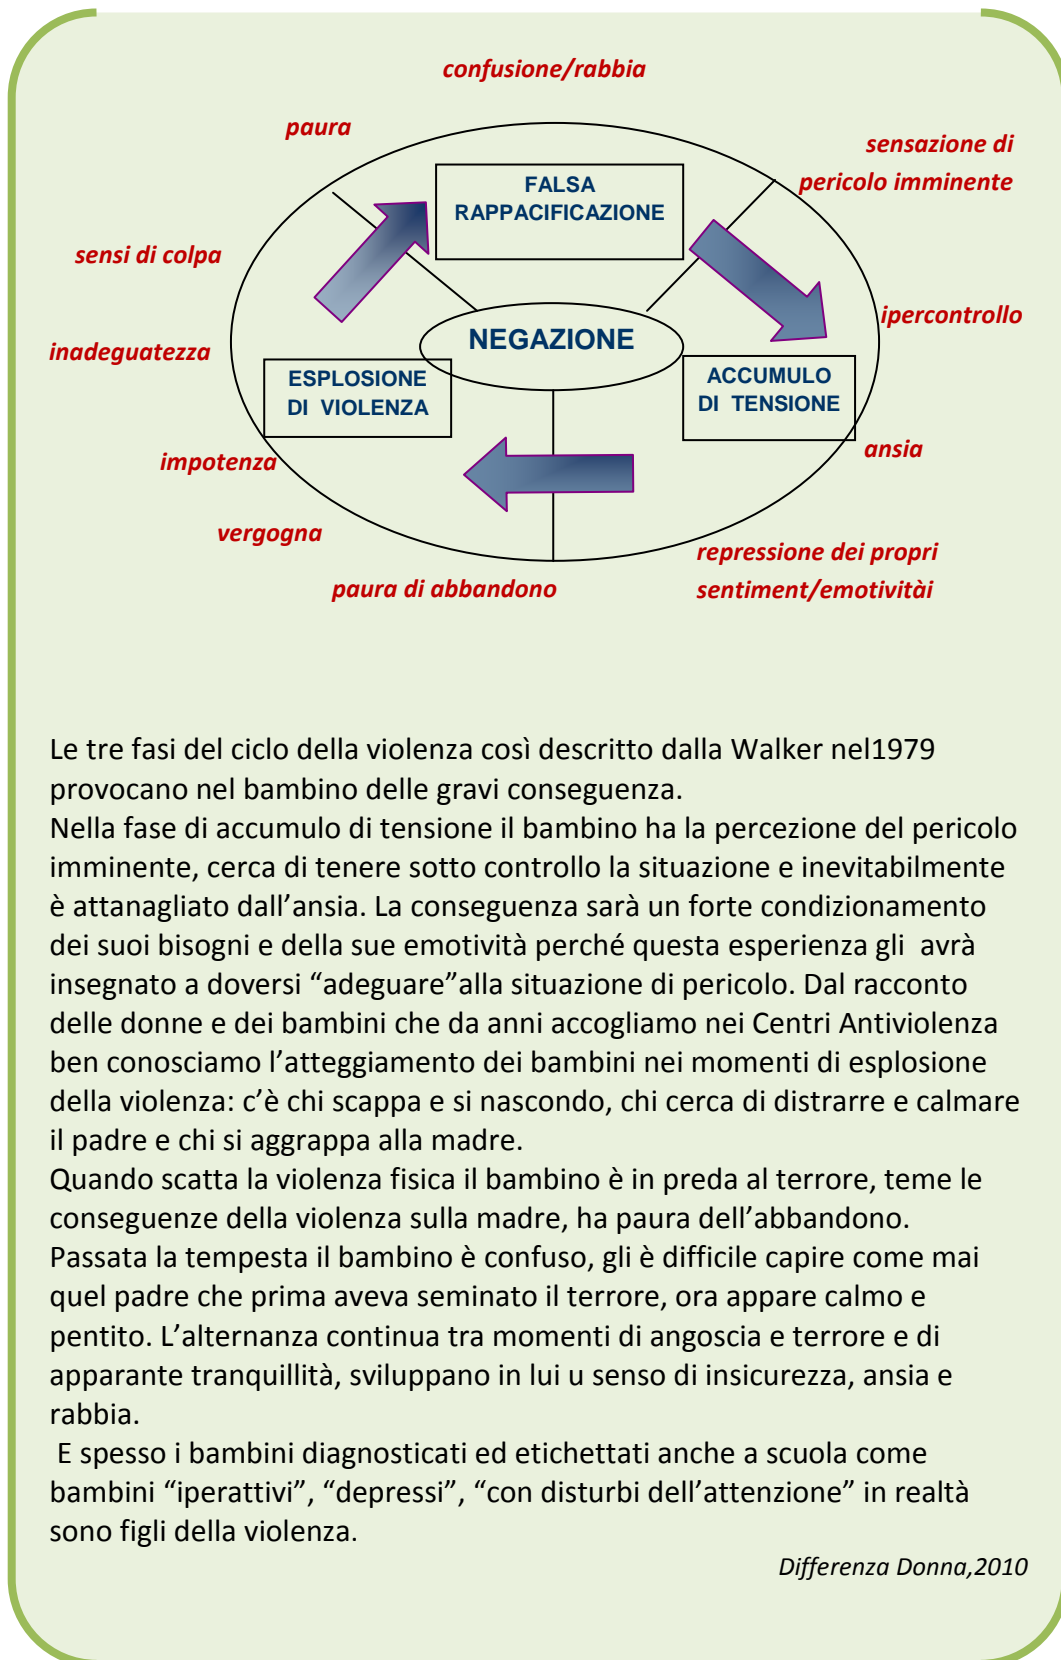 confusione/rabbia
paura
sensazione di
pericolo imminente
FALSA
RAPPACIFICAZIONE
sensi di colpa
ipercontrollo
inadeguatezza
NEGAZIONE
ESPLOSIONE
DI VIOLENZA
ACCUMULO
DI TENSIONE
impotenza
ansia
vergogna
paura di abbandono
repressione dei propri
sentiment/emotivitài
Le tre fasi del ciclo della violenza così descritto dalla Walker nel1979
provocano nel bambino delle gravi conseguenza.
Nella fase di accumulo di tensione il bambino ha la percezione del pericolo
imminente, cerca di tenere sotto controllo la situazione e inevitabilmente
è attanagliato dall’ansia. La conseguenza sarà un forte condizionamento
dei suoi bisogni e della sue emotività perché questa esperienza gli avrà
insegnato a doversi “adeguare”alla situazione di pericolo. Dal racconto
delle donne e dei bambini che da anni accogliamo nei Centri Antiviolenza
ben conosciamo l’atteggiamento dei bambini nei momenti di esplosione
della violenza: c’è chi scappa e si nascondo, chi cerca di distrarre e calmare
il padre e chi si aggrappa alla madre.
Quando scatta la violenza fisica il bambino è in preda al terrore, teme le
conseguenze della violenza sulla madre, ha paura dell’abbandono.
Passata la tempesta il bambino è confuso, gli è difficile capire come mai
quel padre che prima aveva seminato il terrore, ora appare calmo e
pentito. L’alternanza continua tra momenti di angoscia e terrore e di
apparante tranquillità, sviluppano in lui u senso di insicurezza, ansia e
rabbia.
E spesso i bambini diagnosticati ed etichettati anche a scuola come
bambini “iperattivi”, “depressi”, “con disturbi dell’attenzione” in realtà
sono figli della violenza.
Differenza Donna,2010